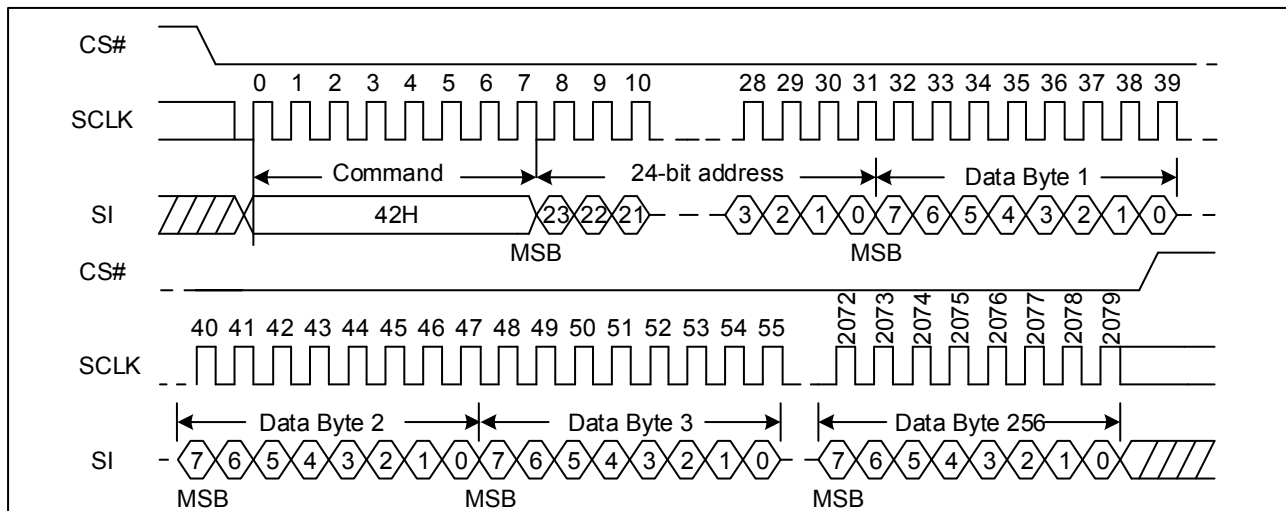 CS#
0 1 2 3 4 5 6 7 8 9 10 28 29 30 31 32 33 34 35 36 37 38 39
SCLK
Command 24-bit address Data Byte 1
SI 42H 23 22 21 3 2 1 0 7 6 5 4 3 2 1 0
MSB MSB
CS#
40 41 42 43 44 45 46 47 48 49 50 51 52 53 54 55 2072 2073 2074 2075 2076 2077 2078 2079
SCLK
Data Byte 2 Data Byte 3 Data Byte 256
SI 7 6 5 4 3 2 1 0 7 6 5 4 3 2 1 0 7 6 5 4 3 2 1 0
MSB MSB MSB